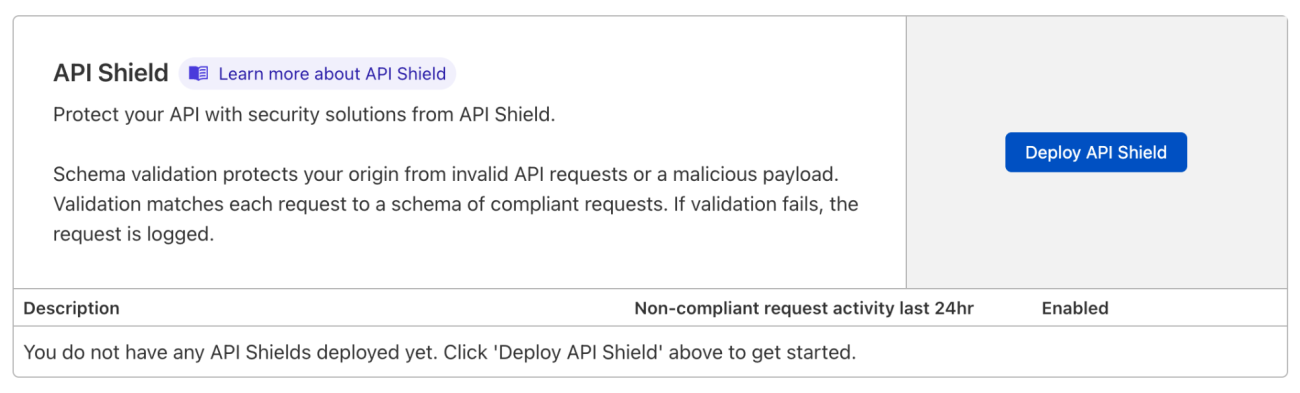 API Shield Learn more about API Shield
Protect your API with security solutions from API Shield.
Schema validation protects your origin from invalid API requests or a malicious payload.
Validation matches each request to a schema of compliant requests. If validation fails, the
request is logged.
Deploy API Shield
Description Non-compliant request activity last 24hr Enabled
You do not have any API Shields deployed yet. Click 'Deploy API Shield' above to get started.